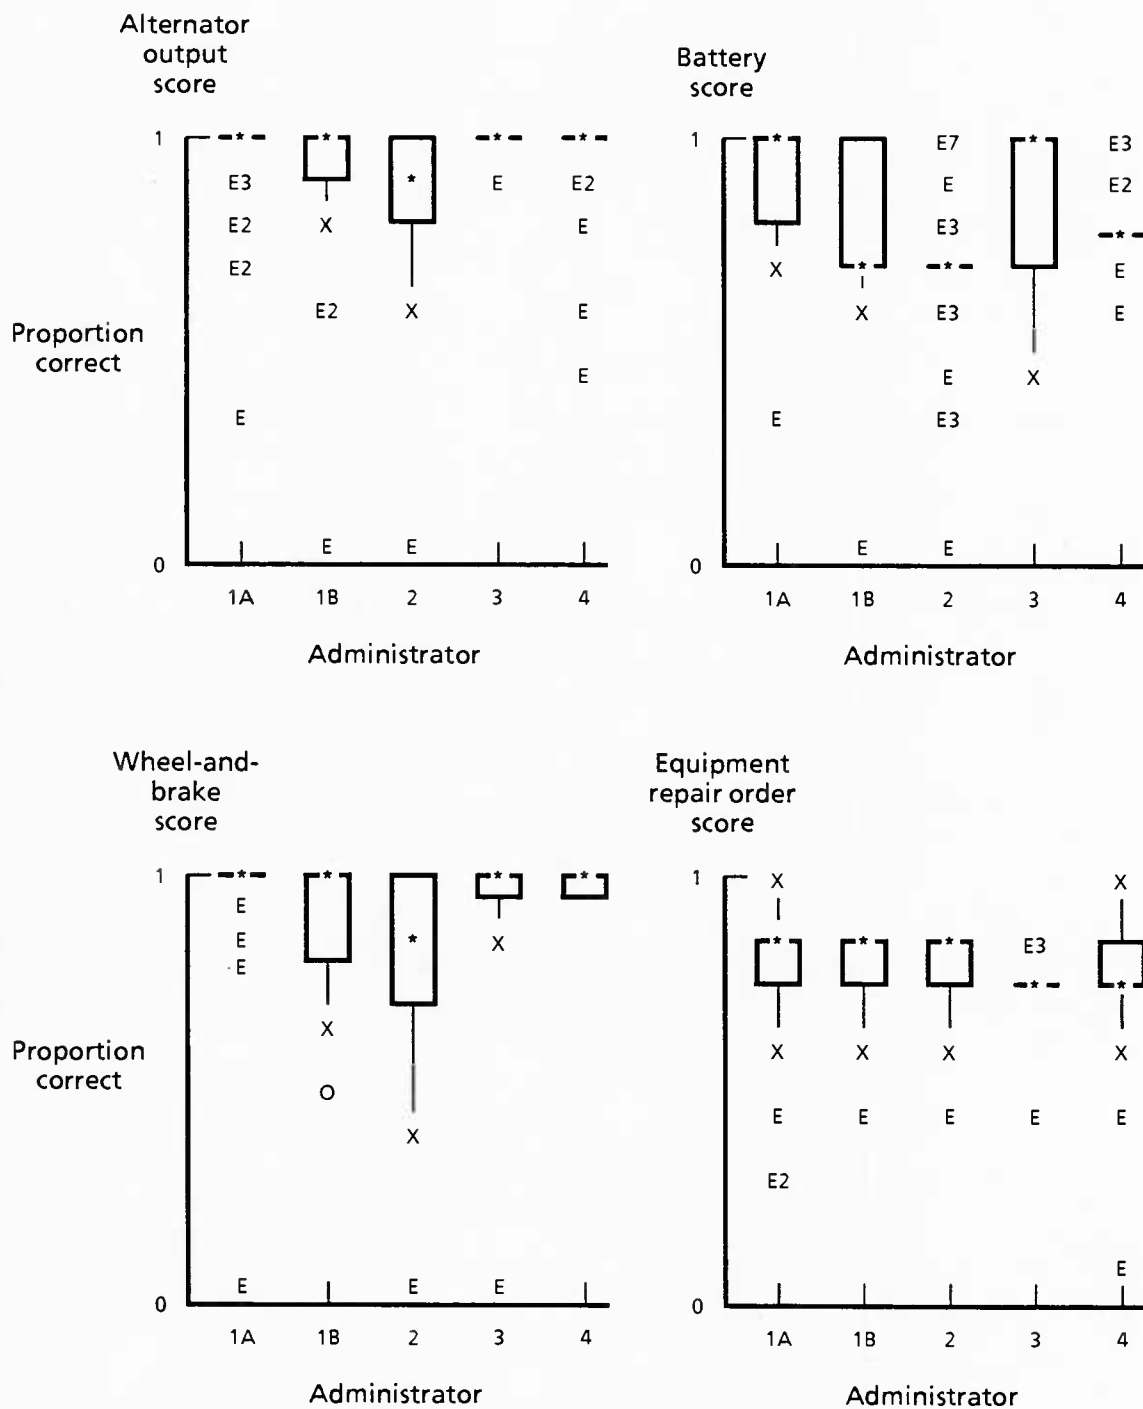 Alternator
output
score
1
*
*
*
*
*
E3
E
E2
E2
X
E
E2
E2
X
E
E
E
E
E
0
1A
1B
2
3
4
Proportion
correct
Administrator
Battery
score
1
*
*
E7
E3
E
E2
E3
*
X
*
*
E
X
E3
E
E
X
E
E3
E
E
0
1A
1B
2
3
4
Administrator
Wheel-and-
brake
score
1
*
*
*
*
E
E
*
X
E
X
O
X
E
E
E
0
1A
1B
2
3
4
Proportion
correct
Administrator
Equipment
repair order
score
1
X
X
*
*
*
E3
*
*
X
X
X
X
E
E
E
E
E
E2
E
0
1A
1B
2
3
4
Administrator